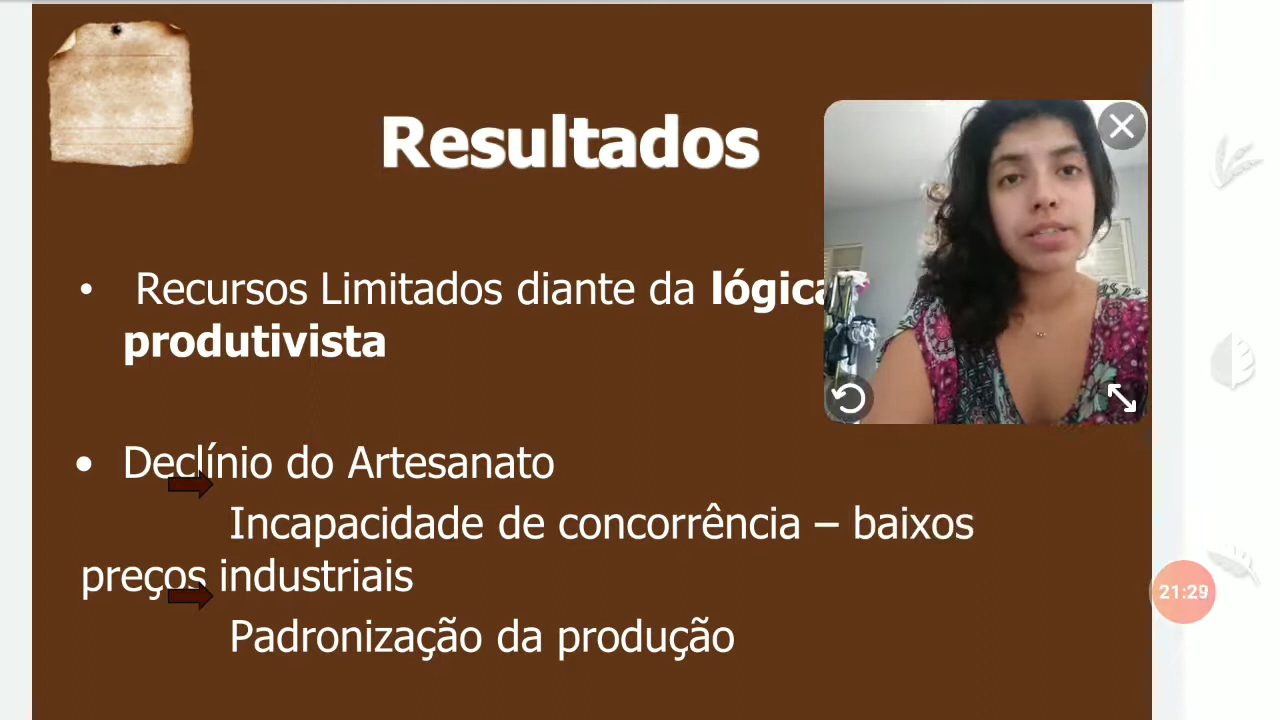 Resultados
• Recursos Limitados diante da
produtivista
• Declínio do Artesanato
Incapacidade de concorrência – baixos
preços industriais
Padronização da produção
21:29